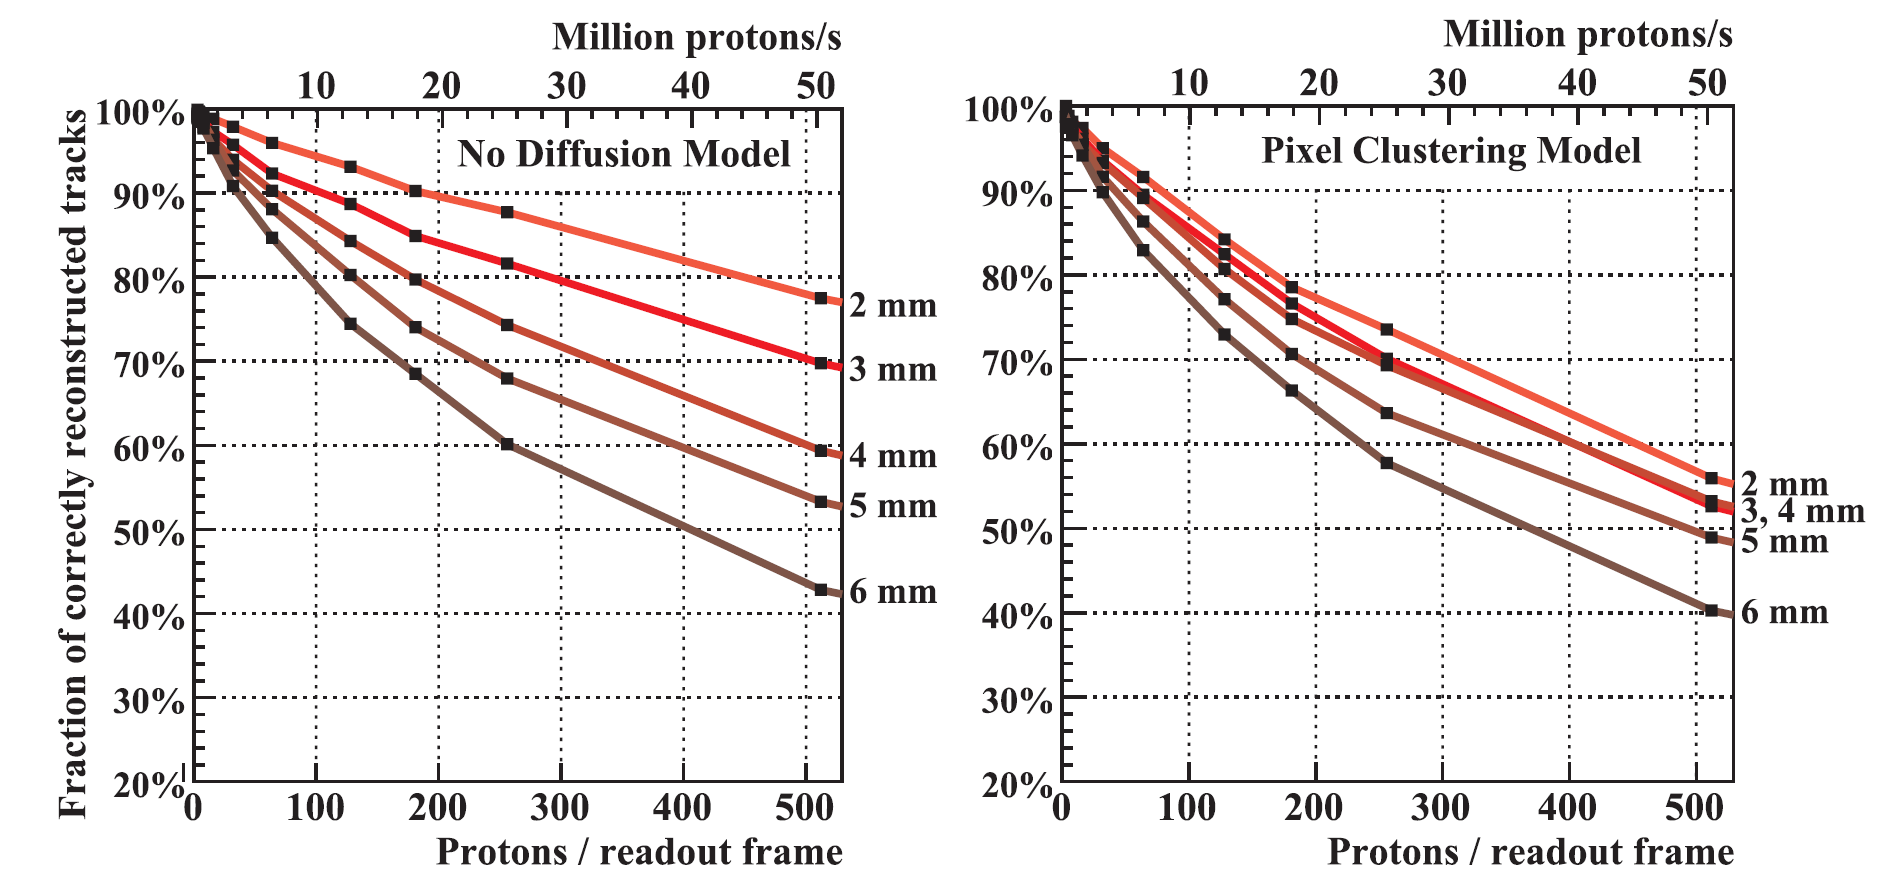 Million protons/s
10 20 30 40 50
Fraction of correctly reconstructed tracks
100%
90%
80%
70%
60%
50%
40%
30%
20%
No Diffusion Model
2 mm
3 mm
4 mm
5 mm
6 mm
0 100 200 300 400 500
Protons / readout frame
Million protons/s
10 20 30 40 50
100%
90%
80%
70%
60%
50%
40%
30%
20%
Pixel Clustering Model
2 mm
3, 4 mm
5 mm
6 mm
0 100 200 300 400 500
Protons / readout frame